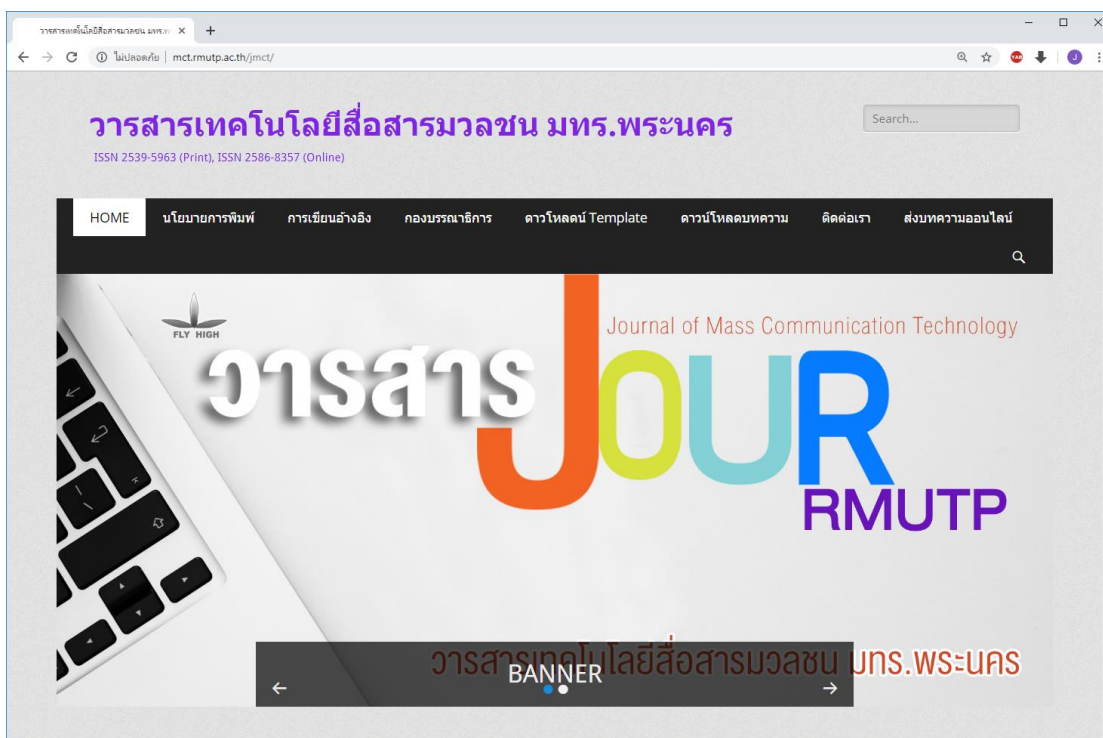 วารสารเทคโนโลยีสื่อสารมวลชน มทร.พร
ไม่ปลอดภัย | mct.rmutp.ac.th/jmct/
YAB
J
วารสารเทคโนโลยีสื่อสารมวลชน มทร.พระนคร
Search...
ISSN 2539-5963 (Print), ISSN 2586-8357 (Online)
HOME นโยบายการพิมพ์ การเขียนอ้างอิง กองบรรณาธิการ ดาวโหลดน์ Template ดาวน์โหลดบทความ ติดต่อเรา ส่งบทความออนไลน์
FLY HIGH
Journal of Mass Communication Technology
วารสาร JOUR
RMUTP
วารสารเทคโนโลยีสื่อสารมวลชน มทร.พระนคร
BANNER